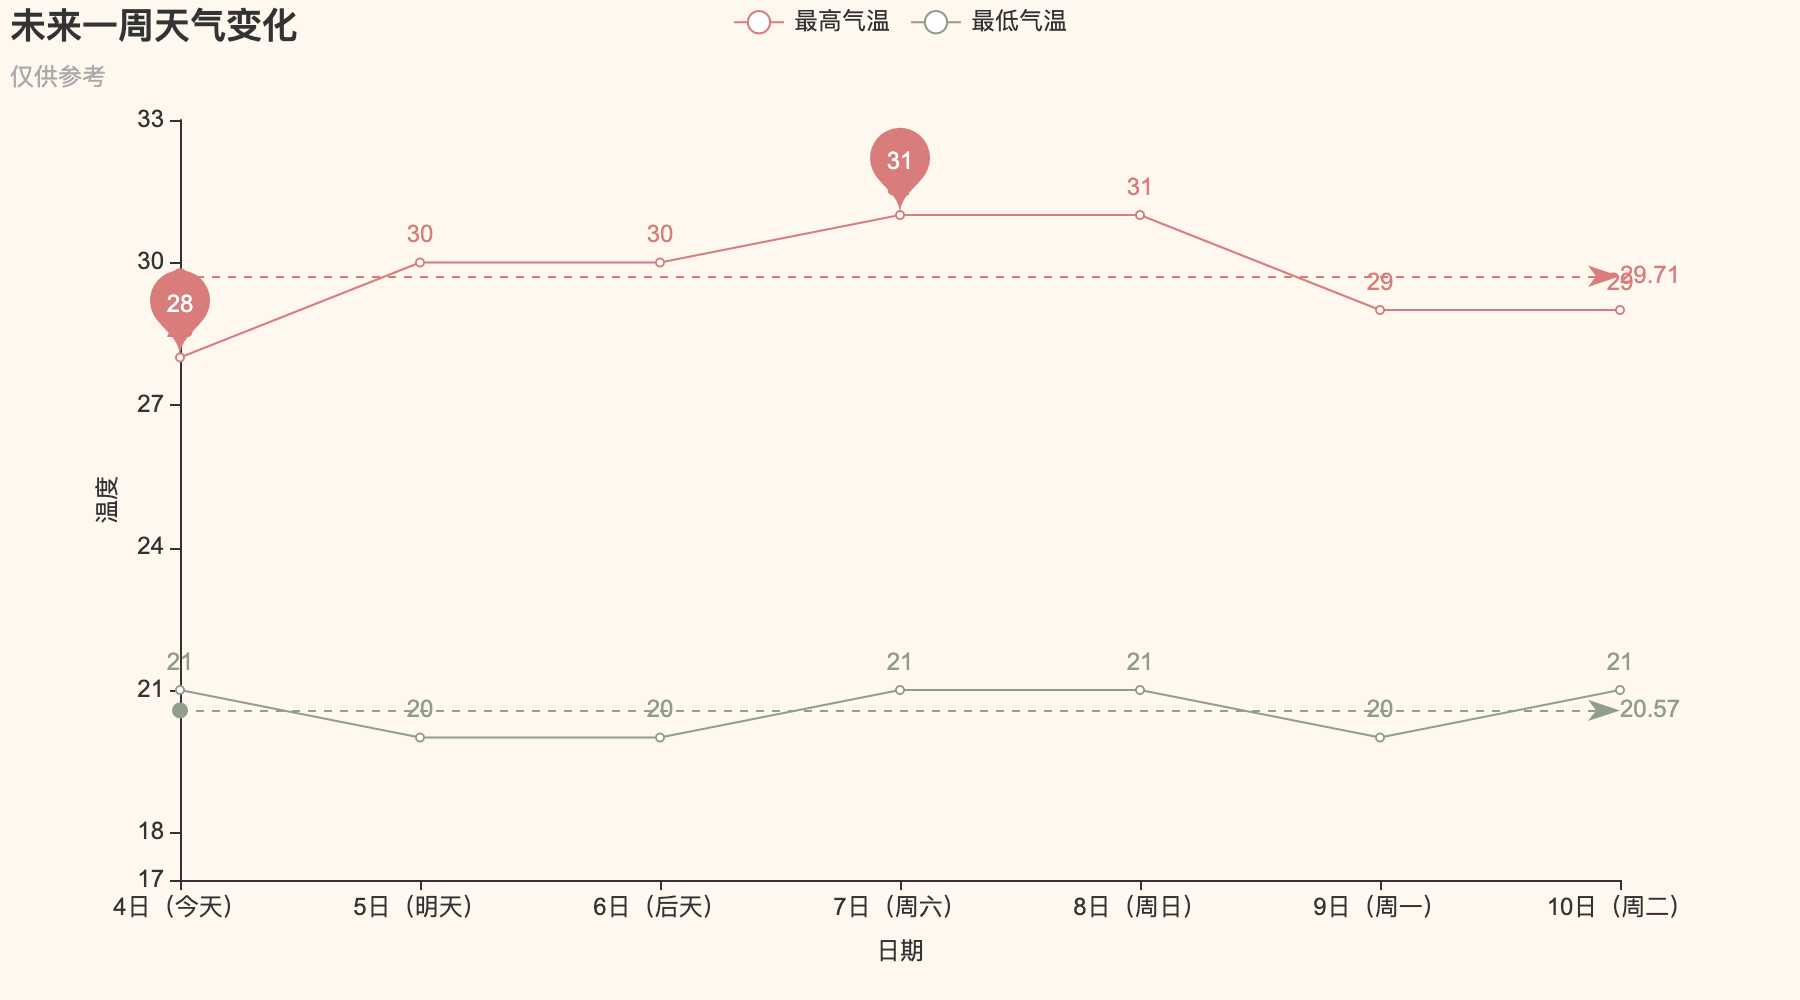 未来一周天气变化
仅供参考
最高气温
最低气温
33
30
27
24
21
18
17
温度
28
30
30
31
31
29
29
29.71
21
20
20
21
21
20
21
20.57
4日（今天）
5日（明天）
6日（后天）
7日（周六）
8日（周日）
9日（周一）
10日（周二）
日期